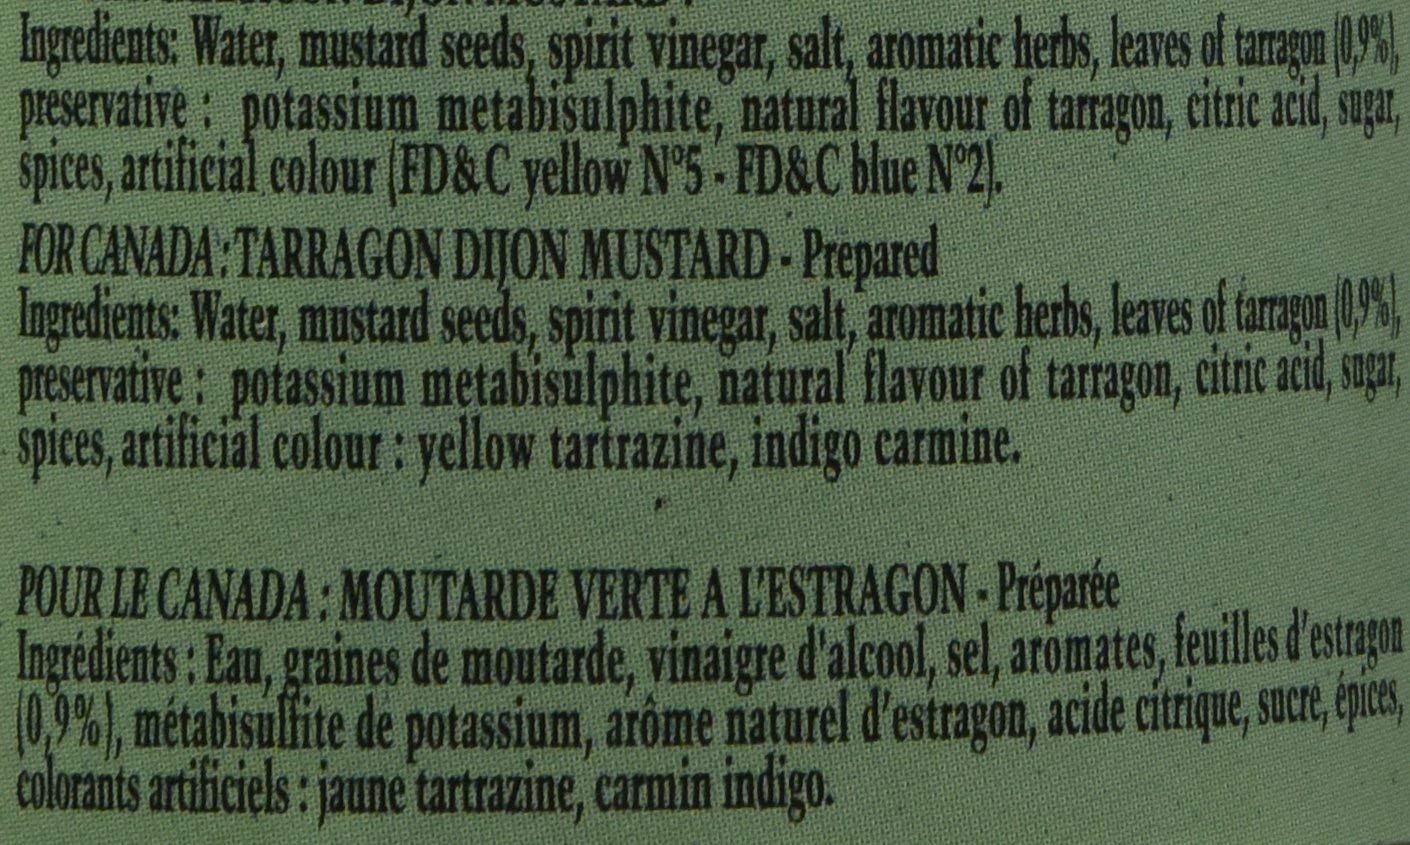 DIJON MUSTARD :
Ingredients: Water, mustard seeds, spirit vinegar, salt, aromatic herbs, leaves of tarragon (0,9%),
preservative : potassium metabisulphite, natural flavour of tarragon, citric acid, sugar,
spices, artificial colour (FD&C yellow N°5 - FD&C blue N°2).
FOR CANADA : TARRAGON DIJON MUSTARD - Prepared
Ingredients: Water, mustard seeds, spirit vinegar, salt, aromatic herbs, leaves of tarragon (0,9%),
preservative : potassium metabisulphite, natural flavour of tarragon, citric acid, sugar,
spices, artificial colour : yellow tartrazine, indigo carmine.
POUR LE CANADA : MOUTARDE VERTE A L'ESTRAGON - Préparée
Ingrédients : Eau, graines de moutarde, vinaigre d'alcool, sel, aromates, feuilles d'estragon
(0,9%), métabisulfite de potassium, arôme naturel d'estragon, acide citrique, sucre, épices,
colorants artificiels : jaune tartrazine, carmin indigo.